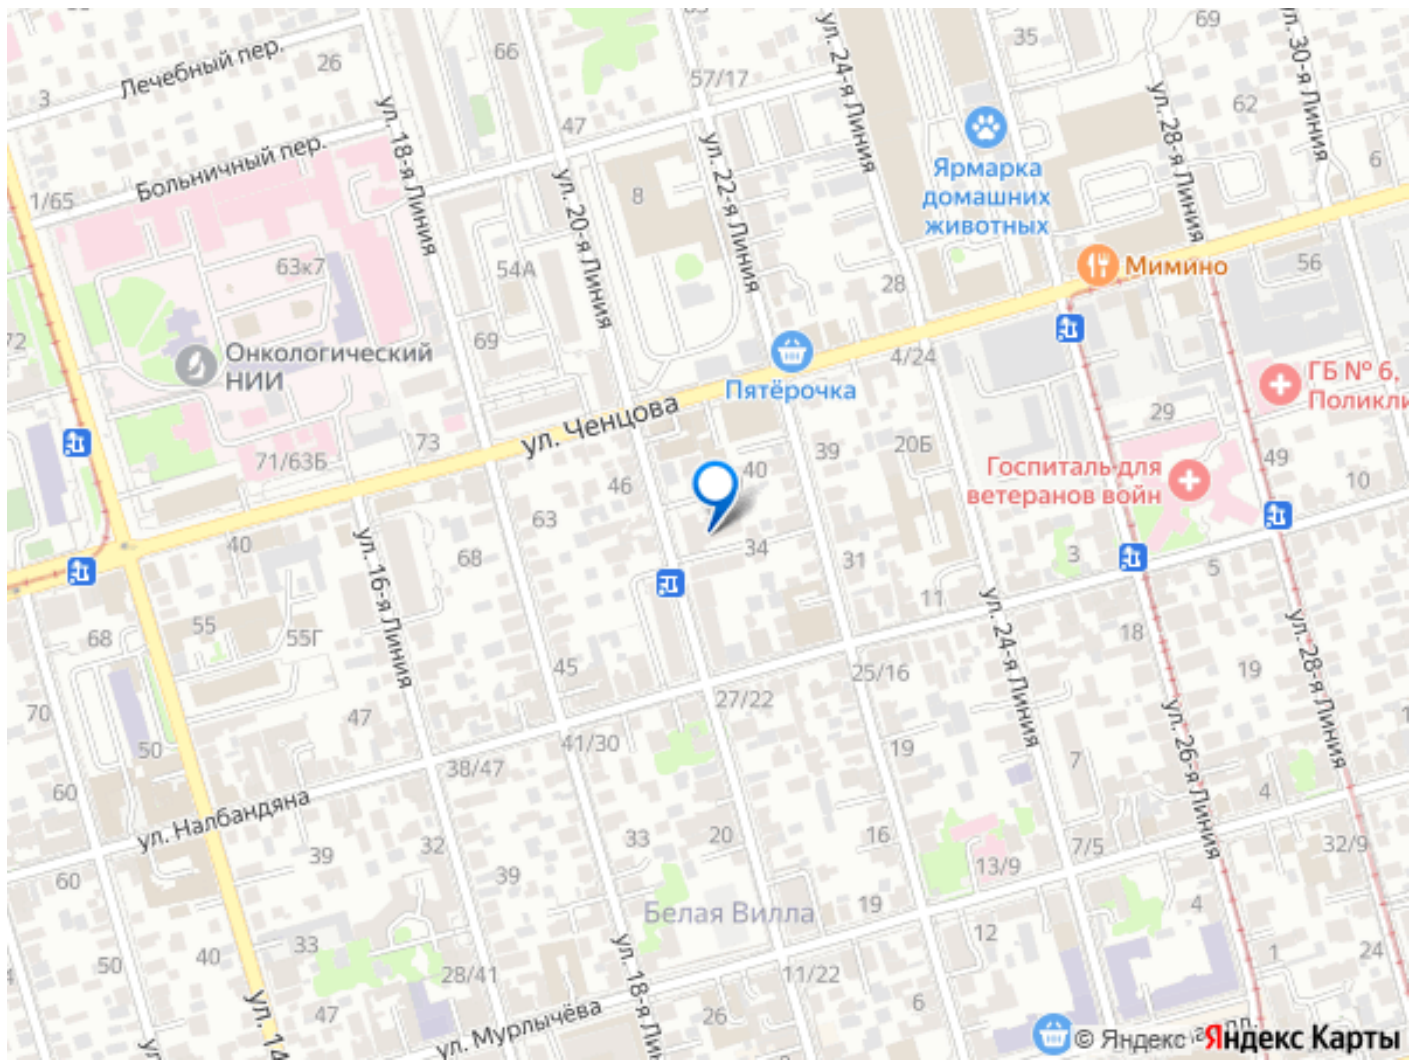 69
35
ул. 24-я Линия
ул. 30-я Линия
66
Лечебный пер.
26
57/17
3
ул. 18-я Линия
62
ул. 28-я Линия
47
ул. 22-я Линия
Больничный пер.
6
Ярмарка
домашних
животных
1/65
8
ул. 20-я Линия
63к7
54А
Мимино
56
28
72
69
Онкологический
НИИ
4/24
Пятёрочка
ГБ № 6,
Поликли
ул. Ченцова
29
73
39
20Б
71/63Б
40
49
Госпиталь для
ветеранов войн
10
46
63
40
ул. 16-я Линия
68
34
31
3
5
11
ул. 24-я Линия
68
55
55Г
18
ул. 28-я Линия
45
25/16
19
70
47
27/22
50
41/30
19
ул. 26-я Линия
38/47
7
60
ул. Налбандяна
4
39
32
33
20
16
7/5
32/9
60
39
13/9
Белая Вилла
19
4
33
12
40
50
28/41
11/22
1
24
ул. 18-я Лин
6
47
26
ул. 14
ул. Мурлычёва
пл.
© Яндекс
Яндекс Карты